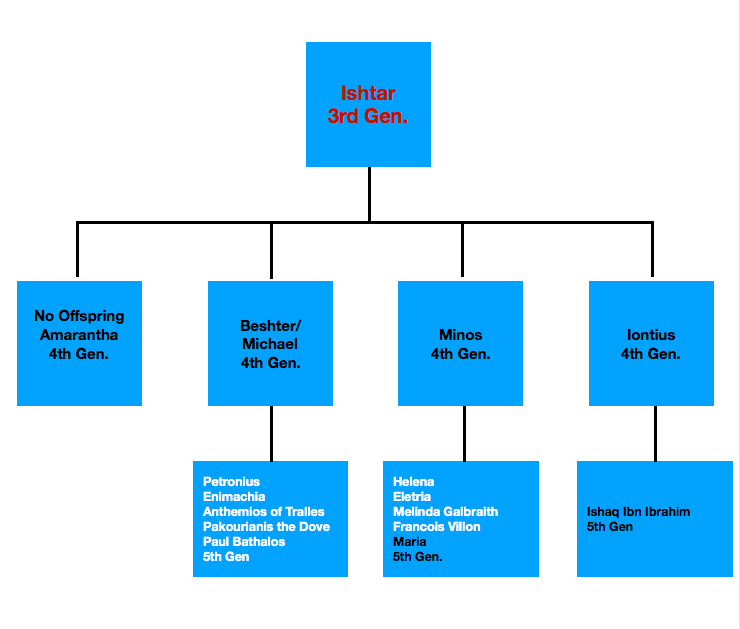 Ishtar
3rd Gen.
No Offspring
Amarantha
4th Gen.
Beshter/
Michael
4th Gen.
Minos
4th Gen.
Iontius
4th Gen.
Petronius
Enimachia
Anthemios of Tralles
Pakourianis the Dove
Paul Bathalos
5th Gen
Helena
Eletria
Melinda Galbraith
Francois Villon
Maria
5th Gen.
Ishaq Ibn Ibrahim
5th Gen